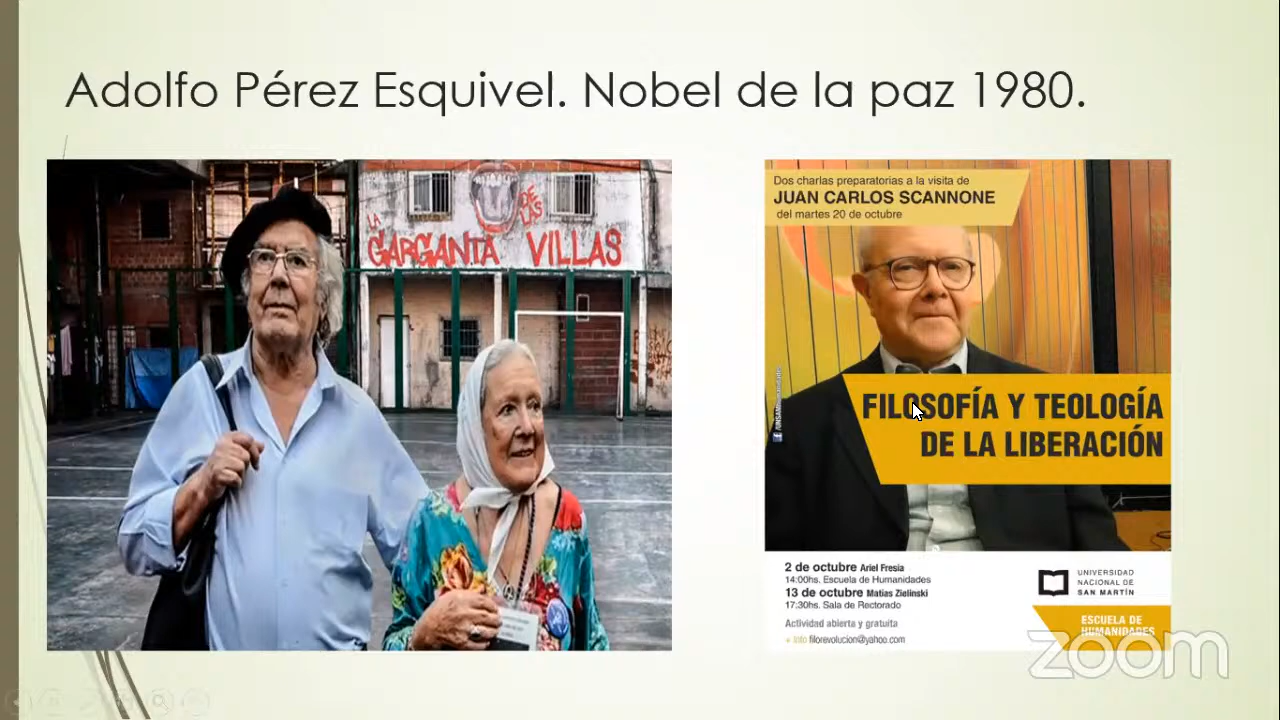 Adolfo Pérez Esquivel. Nobel de la paz 1980.
LA
GARGANTA
DE
LAS
VILLAS
Dos charlas preparatorias a la visita de
JUAN CARLOS SCANNONE
del martes 20 de octubre
FILOSOFÍA Y TEOLOGÍA
DE LA LIBERACIÓN
2 de octubre Ariel Fresia
14:00hs. Escuela de Humanidades
13 de octubre Matias Zielinski
17:30hs. Sala de Rectorado
Actividad abierta y gratuita
+ info filorevolucion@yahoo.com
UNIVERSIDAD
NACIONAL DE
SAN MARTÍN
ESCUELA DE
HUMANIDADES
zoom